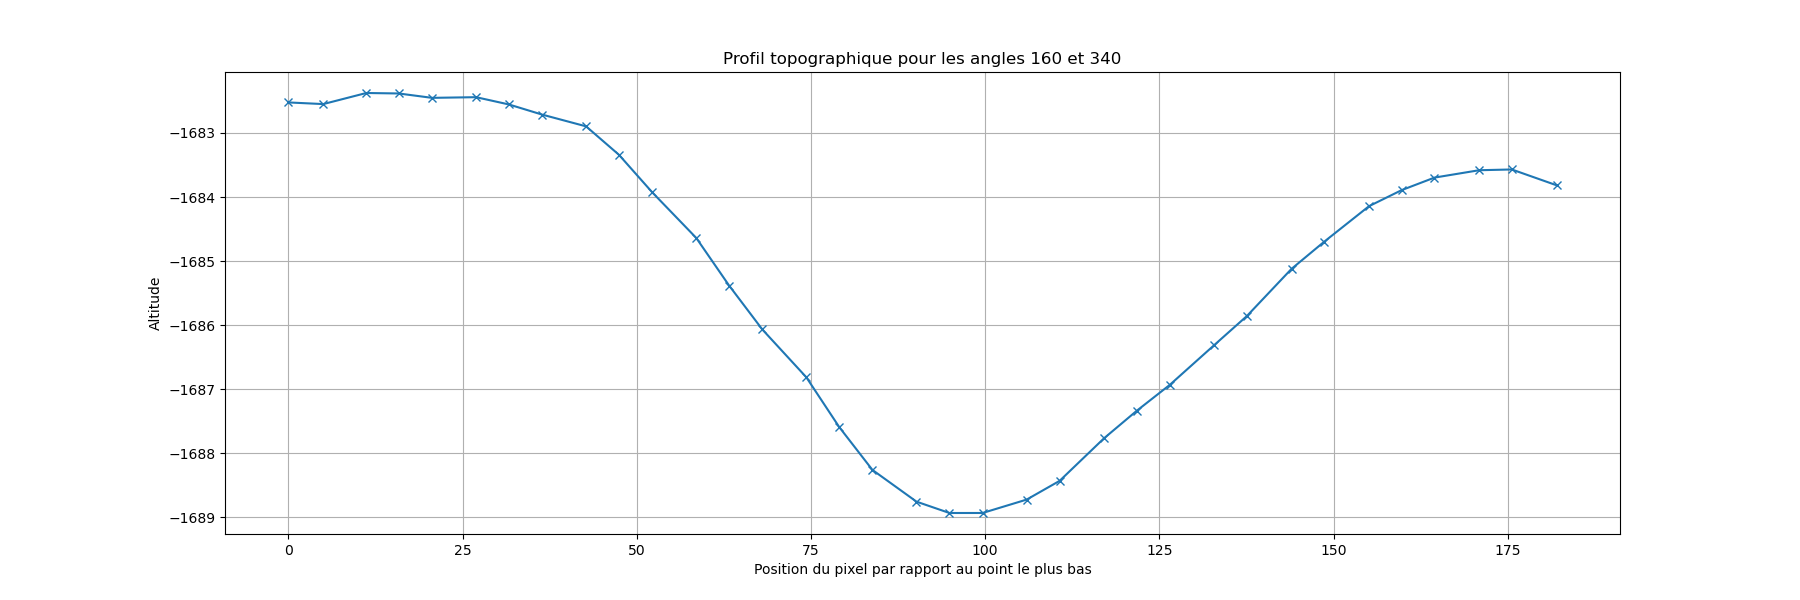 Profil topographique pour les angles 160 et 340
Altitude
−1683
−1684
−1685
−1686
−1687
−1688
−1689
0 25 50 75 100 125 150 175
Position du pixel par rapport au point le plus bas